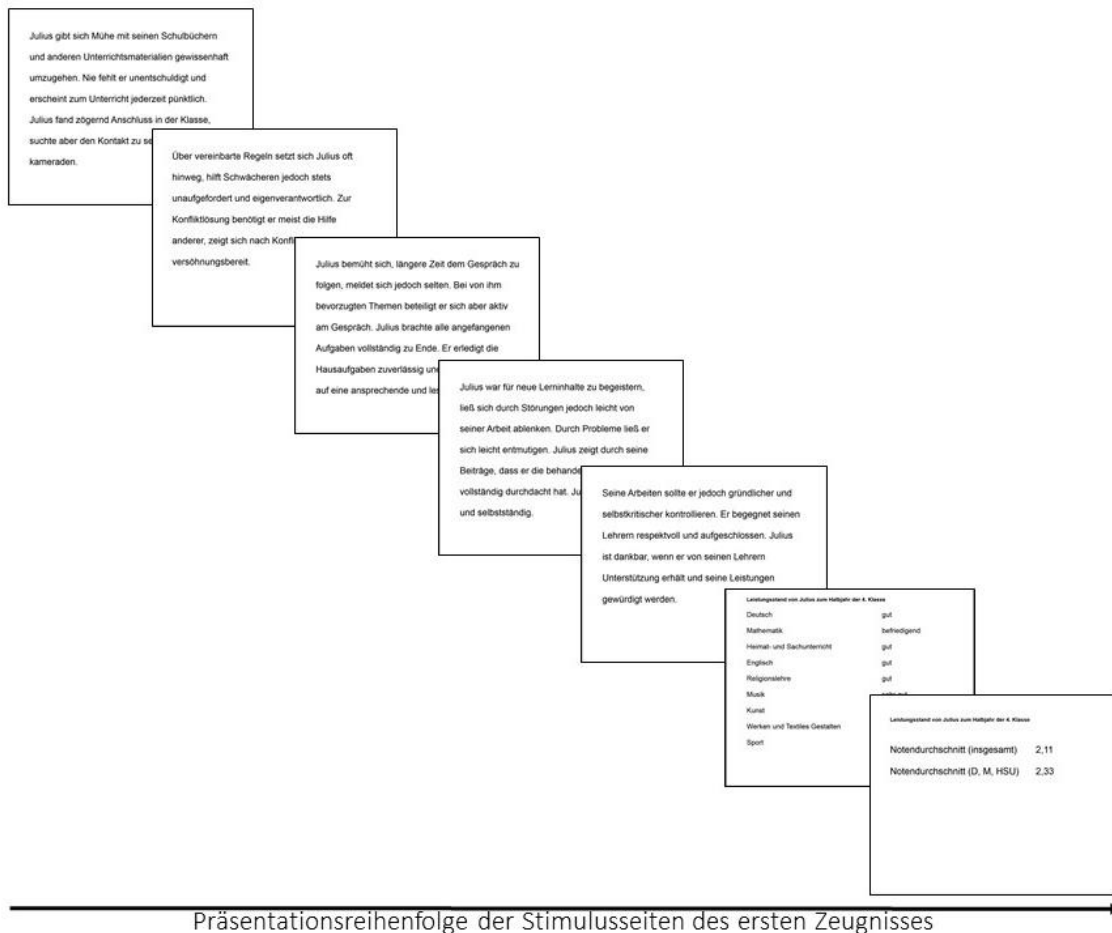 Julius gibt sich Mühe mit seinen Schulbüchern
und anderen Unterrichtsmaterialien gewissenhaft
umzugehen. Nie fehlt er unentschuldigt und
erscheint zum Unterricht jederzeit pünktlich.
Julius fand zögernd Anschluss in der Klasse,
suchte aber den Kontakt zu
kameraden.
Über vereinbarte Regeln setzt sich Julius oft
hinweg, hilft Schwächeren jedoch stets
unaufgefordert und eigenverantwortlich. Zur
Konfliktlösung benötigt er meist die Hilfe
anderer, zeigt sich nach
versöhnungsbereit.
Julius bemüht sich, längere Zeit dem Gespräch zu
folgen, meldet sich jedoch selten. Bei von ihm
bevorzugten Themen beteiligt er sich aber aktiv
am Gespräch. Julius brachte alle angefangenen
Aufgaben vollständig zu Ende. Er erledigt die
Hausaufgaben zuverlässig
auf eine ansprechende und
Julius war für neue Lerninhalte zu begeistern,
ließ sich durch Störungen jedoch leicht von
seiner Arbeit ablenken. Durch Probleme ließ er
sich leicht entmutigen. Julius zeigt durch seine
Beiträge, dass er die
vollständig durchdacht hat.
und selbstständig.
Seine Arbeiten sollte er jedoch gründlicher und
selbstkritischer kontrollieren. Er begegnet seinen
Lehrern respektvoll und aufgeschlossen. Julius
ist dankbar, wenn er von seinen Lehrern
Unterstützung erhält und seine Leistungen
gewürdigt werden.
Leistungsstand von Julius zum Halbjahr der 4. Klasse
Deutsch gut
Mathematik befriedigend
Heimat- und Sachunterricht gut
Englisch gut
Religionslehre gut
Musik
Kunst
Werken und Textiles Gestalten
Sport
Leistungsstand von Julius zum Halbjahr der 4. Klasse
Notendurchschnitt (insgesamt) 2,11
Notendurchschnitt (D, M, HSU) 2,33
Präsentationsreihenfolge der Stimulusseiten des ersten Zeugnisses